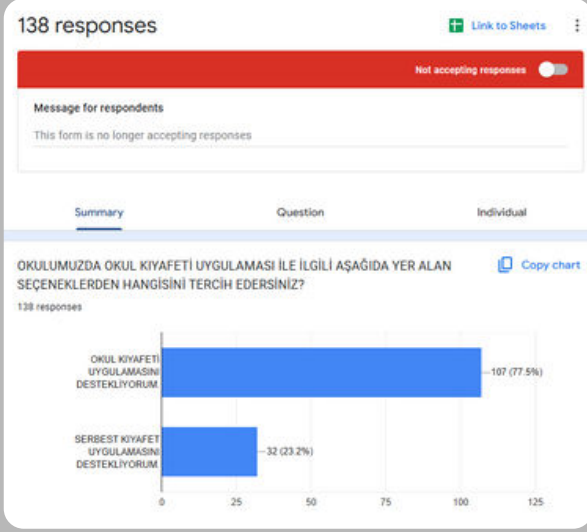 138 responses
Link to Sheets
Not accepting responses
Message for respondents
This form is no longer accepting responses
Summary
Question
Individual
OKULUMUZDA OKUL KIYAFETİ UYGULAMASI İLE İLGİLİ AŞAĞIDA YER ALAN
SEÇENEKLERDEN HANGİSİNİ TERCİH EDERSİNİZ?
Copy chart
138 responses
OKUL KIYAFETİ
UYGULAMASINI
DESTEKLİYORUM.
107 (77.5%)
SERBEST KIYAFET
UYGULAMASINI
DESTEKLİYORUM.
32 (23.2%)
0 25 50 75 100 125